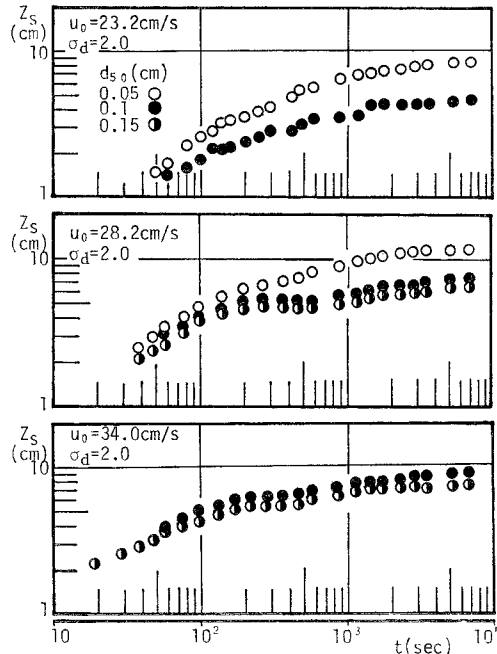 Zs
(cm)
10
1
u₀=23.2cm/s
σd=2.0
d₅₀(cm)
0.05
0.1
0.15
Zs
(cm)
10
1
u₀=28.2cm/s
σd=2.0
Zs
(cm)
10
1
u₀=34.0cm/s
σd=2.0
10
10²
10³
10⁴
t(sec)